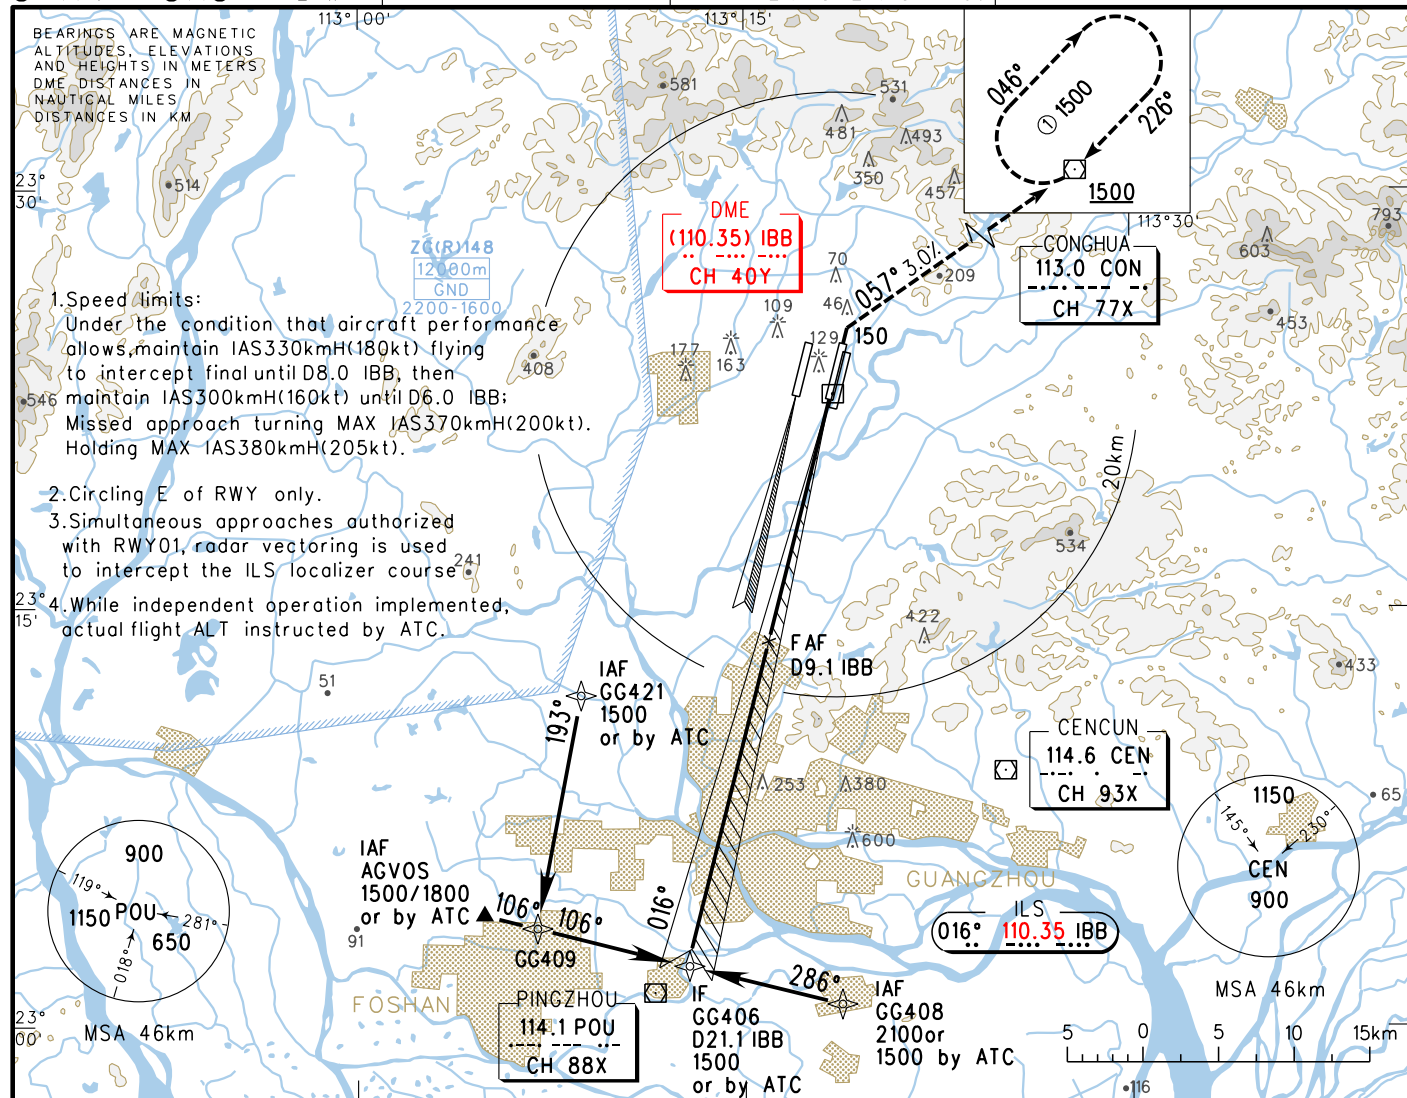 113° 00'
113° 15'
BEARINGS ARE MAGNETIC
ALTITUDES, ELEVATIONS
AND HEIGHTS IN METERS
DME DISTANCES IN
NAUTICAL MILES
DISTANCES IN KM
581
531
481
493
350
457
514
23°
30'
046°
① 1500
226°
1500
113°30'
793
603
453
DME
(110.35) IBB
CH 40Y
CONGHUA
113.0 CON
CH 77X
ZG(R)148
12000m
GND
2200-1600
70
46
109
129
163
177
408
546
209
057° 3.0%
150
1.Speed limits:
Under the condition that aircraft performance
allows,maintain IAS330kmH(180kt) flying
to intercept final until D8.0 IBB, then
maintain IAS300kmH(160kt) until D6.0 IBB;
Missed approach turning MAX IAS370kmH(200kt).
Holding MAX IAS380kmH(205kt).
2.Circling E of RWY only.
3.Simultaneous approaches authorized
with RWY01, radar vectoring is used
to intercept the ILS localizer course
4.While independent operation implemented,
actual flight ALT instructed by ATC.
241
20km
534
422
433
23°
15'
51
FAF
D9.1 IBB
IAF
GG421
1500
or by ATC
193°
CENCUN
114.6 CEN
CH 93X
253
380
600
65
1150
145°
230°
CEN
900
MSA 46km
900
119°
1150
POU
281°
650
018°
MSA 46km
IAF
AGVOS
1500/1800
or by ATC
91
106°
106°
GG409
016°
GUANGZHOU
ILS
016° 110.35 IBB
FOSHAN
PINGZHOU
114.1 POU
CH 88X
IF
GG406
D21.1 IBB
1500
or by ATC
286°
IAF
GG408
2100or
1500 by ATC
23°
00'
5 0 5 10 15km
116